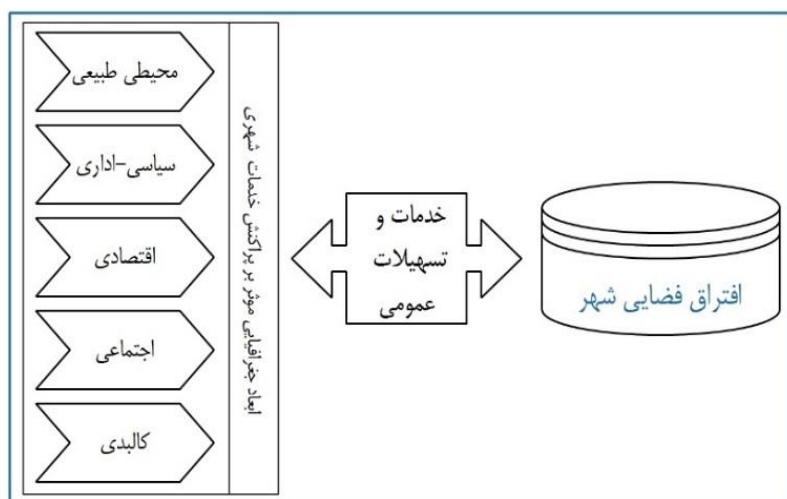 محیطی طبیعی
سیاسی-اداری
اقتصادی
اجتماعی
کالبدی
ابعاد جغرافیایی موثر بر پراکنش خدمات شهری
خدمات و
تسهیلات
عمومی
افتراق فضایی شهر